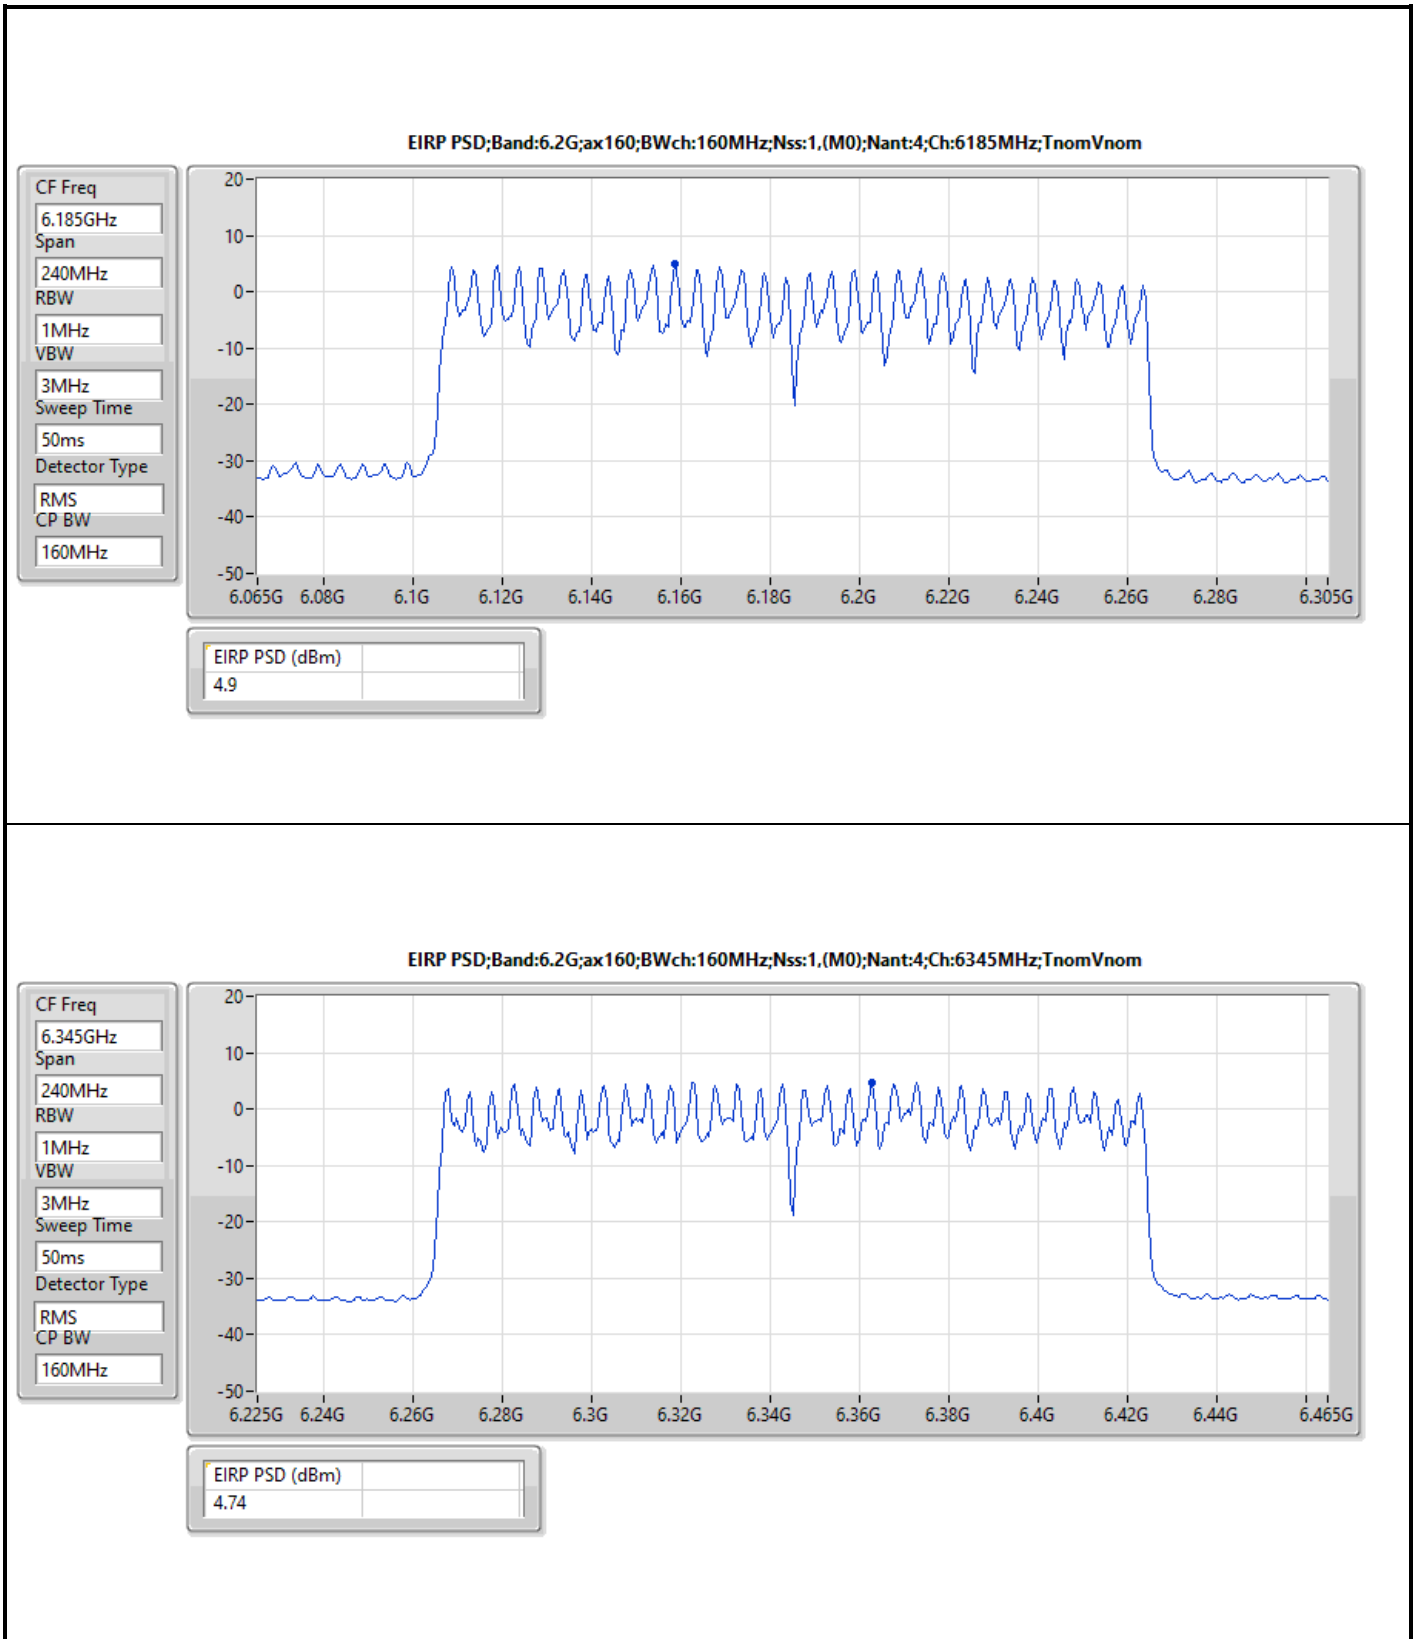 EIRP PSD;Band:6.2G;ax160;BWch:160MHz;Nss:1,(M0);Nant:4;Ch:6185MHz;TnomVnom
CF Freq
6.185GHz
Span
240MHz
RBW
1MHz
VBW
3MHz
Sweep Time
50ms
Detector Type
RMS
CP BW
160MHz
20
10
0
-10
-20
-30
-40
-50
6.065G 6.08G 6.1G 6.12G 6.14G 6.16G 6.18G 6.2G 6.22G 6.24G 6.26G 6.28G 6.305G
EIRP PSD (dBm)
4.9
EIRP PSD;Band:6.2G;ax160;BWch:160MHz;Nss:1,(M0);Nant:4;Ch:6345MHz;TnomVnom
CF Freq
6.345GHz
Span
240MHz
RBW
1MHz
VBW
3MHz
Sweep Time
50ms
Detector Type
RMS
CP BW
160MHz
20
10
0
-10
-20
-30
-40
-50
6.225G 6.24G 6.26G 6.28G 6.3G 6.32G 6.34G 6.36G 6.38G 6.4G 6.42G 6.44G 6.465G
EIRP PSD (dBm)
4.74